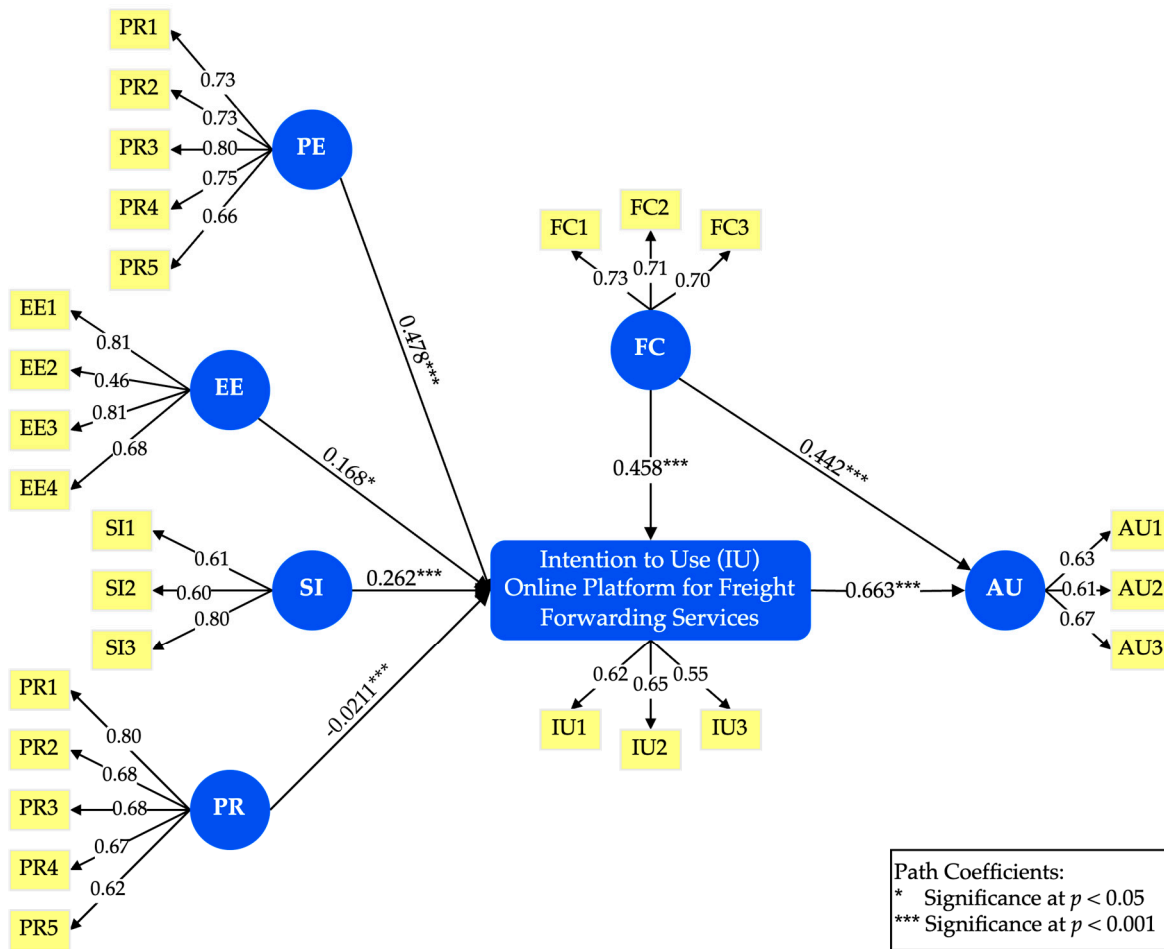 PR1
0.73
PR2
0.73
PR3
0.80
PE
PR4
0.75
PR5
0.66
0.478***
EE1
0.81
EE2
0.46
EE
EE3
0.81
EE4
0.68
0.168*
SI1
0.61
SI2
0.60
SI
SI3
0.80
0.262***
PR1
0.80
PR2
0.68
PR3
0.68
PR
PR4
0.67
PR5
0.62
-0.0211***
FC1
FC2
FC3
0.73
0.71
0.70
FC
0.458***
0.442***
Intention to Use (IU)
Online Platform for Freight
Forwarding Services
0.663***
0.62
0.65
0.55
IU1
IU2
IU3
AU
0.63
AU1
0.61
AU2
0.67
AU3
Path Coefficients:
* Significance at p < 0.05
*** Significance at p < 0.001